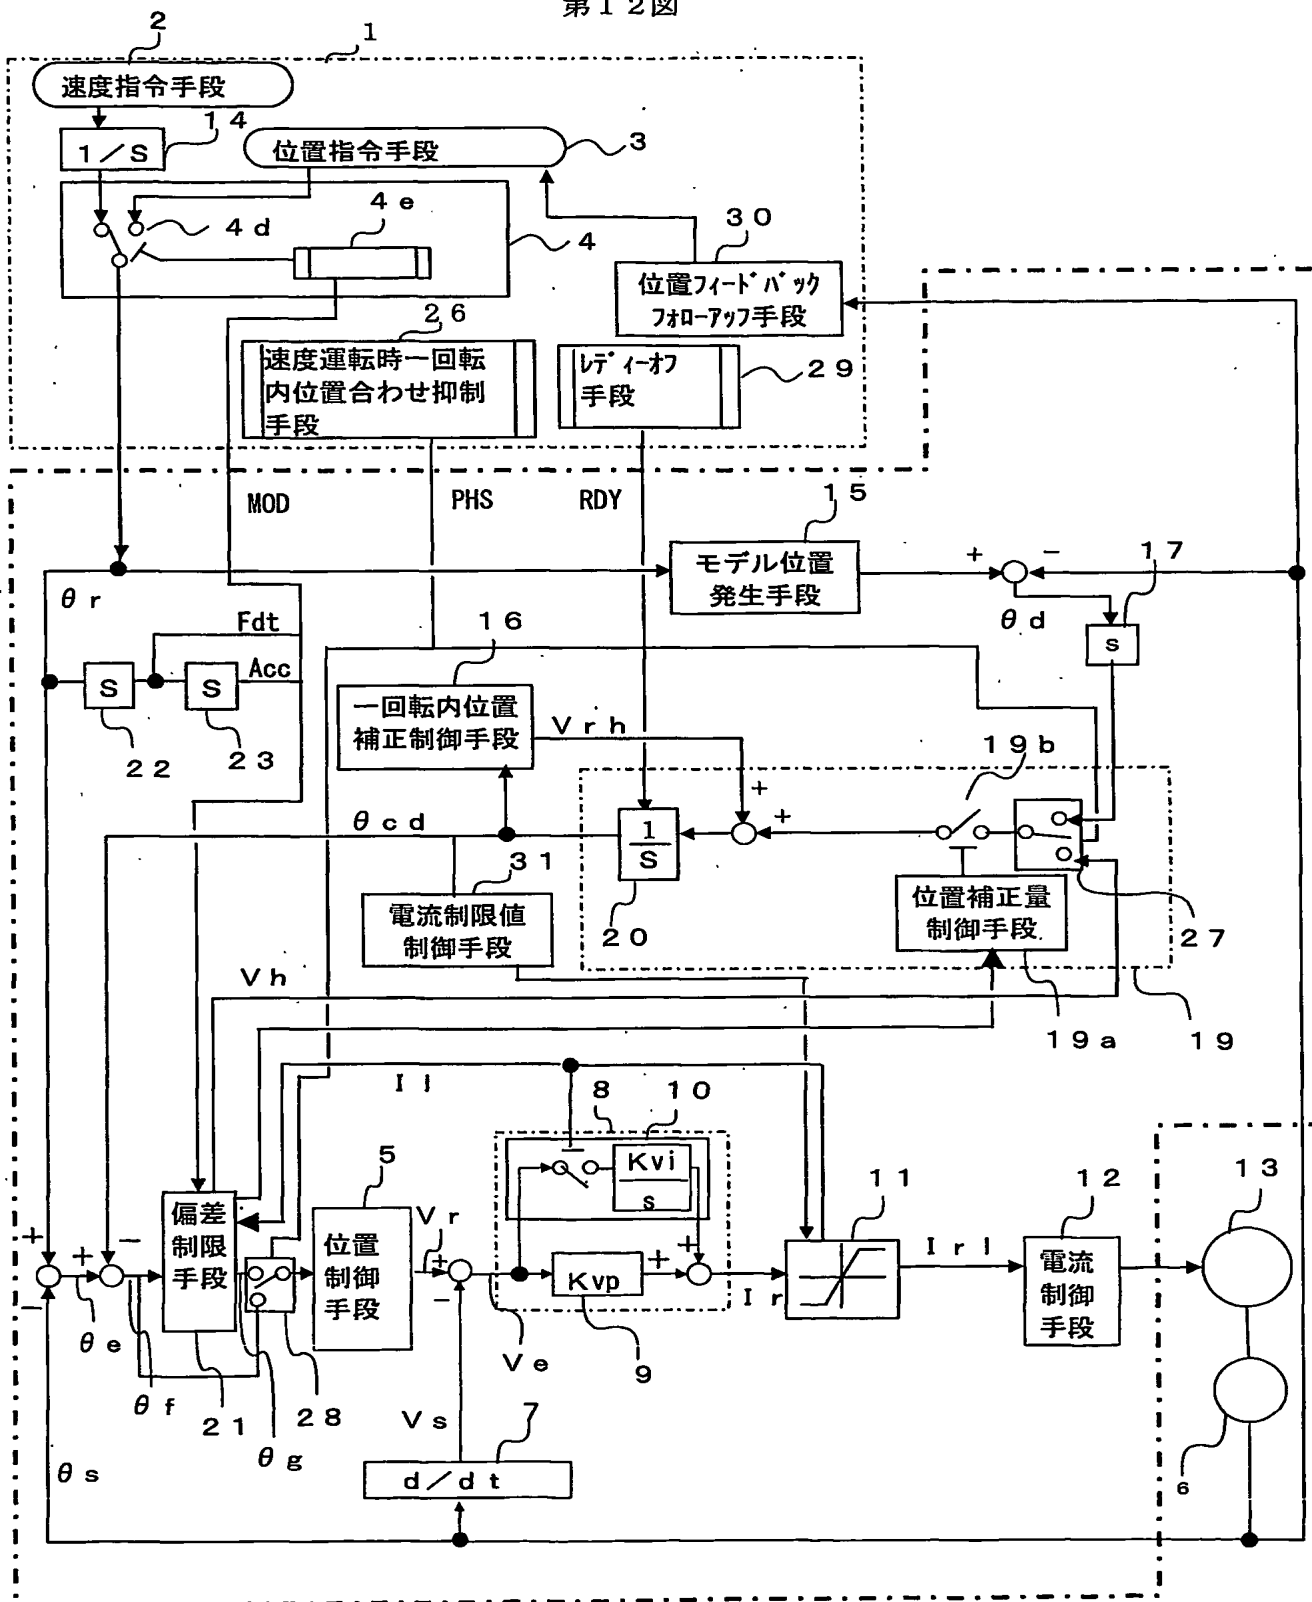 第12図
2
1
速度指令手段
14
1/S
位置指令手段
3
4d
4e
4
30
位置フィードバック
フォローアップ手段
26
速度運転時一回転
内位置合わせ抑制
手段
レディーオフ
手段
29
MOD
PHS
RDY
15
モデル位置
発生手段
+
-
17
θr
θd
s
Fdt
Acc
S
S
22
23
16
一回転内位置
補正制御手段
Vrh
19b
+
+
θcd
1
S
31
電流制限値
制御手段
20
位置補正量
制御手段
27
Vh
19a
19
Il
8
10
Kvi
s
5
11
12
13
偏差
制限
手段
位置
制御
手段
Vr
+
-
+
-
+
-
Kvp
+
+
Ir
Irl
電流
制御
手段
θe
Ve
9
θf
21
28
θg
Vs
7
6
θs
d/dt